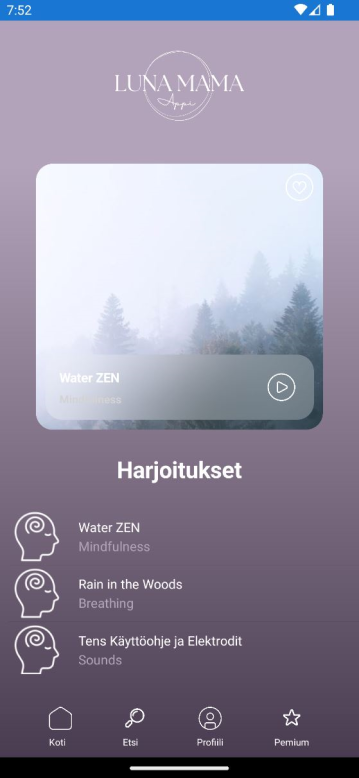 7:52
LUNA MAMA
Appi
Water ZEN
Mindfulness
Harjoitukset
Water ZEN
Mindfulness
Rain in the Woods
Breathing
Tens Käyttöohje ja Elektrodit
Sounds
Koti
Etsi
Profiili
Pemium